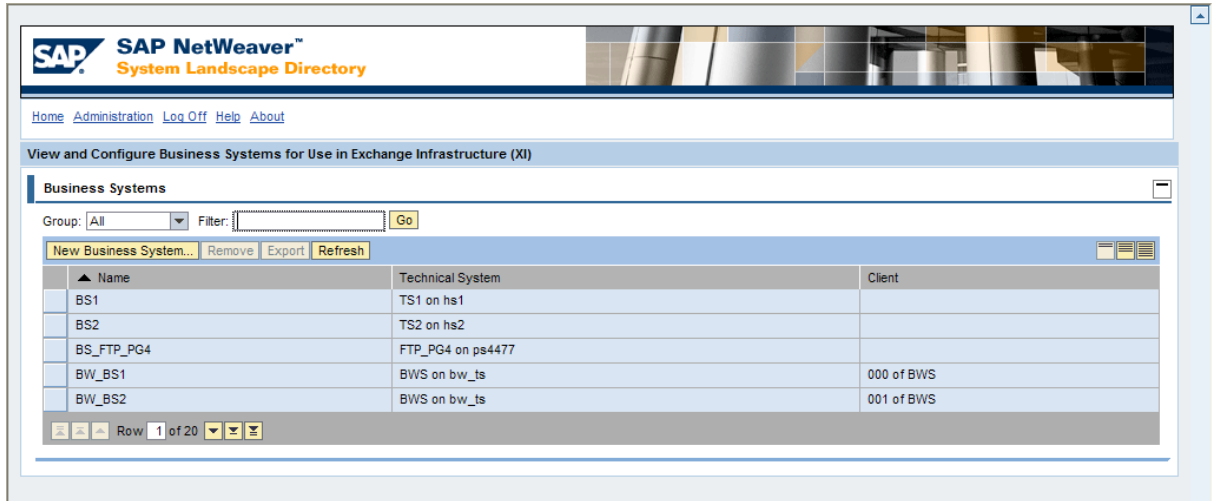 SAP SAP NetWeaver™
System Landscape Directory
Home Administration Log Off Help About
View and Configure Business Systems for Use in Exchange Infrastructure (XI)
Business Systems
Group: All Filter: Go
New Business System... Remove Export Refresh
Name Technical System Client
BS1 TS1 on hs1
BS2 TS2 on hs2
BS_FTP_PG4 FTP_PG4 on ps4477
BW_BS1 BWS on bw_ts 000 of BWS
BW_BS2 BWS on bw_ts 001 of BWS
Row 1 of 20